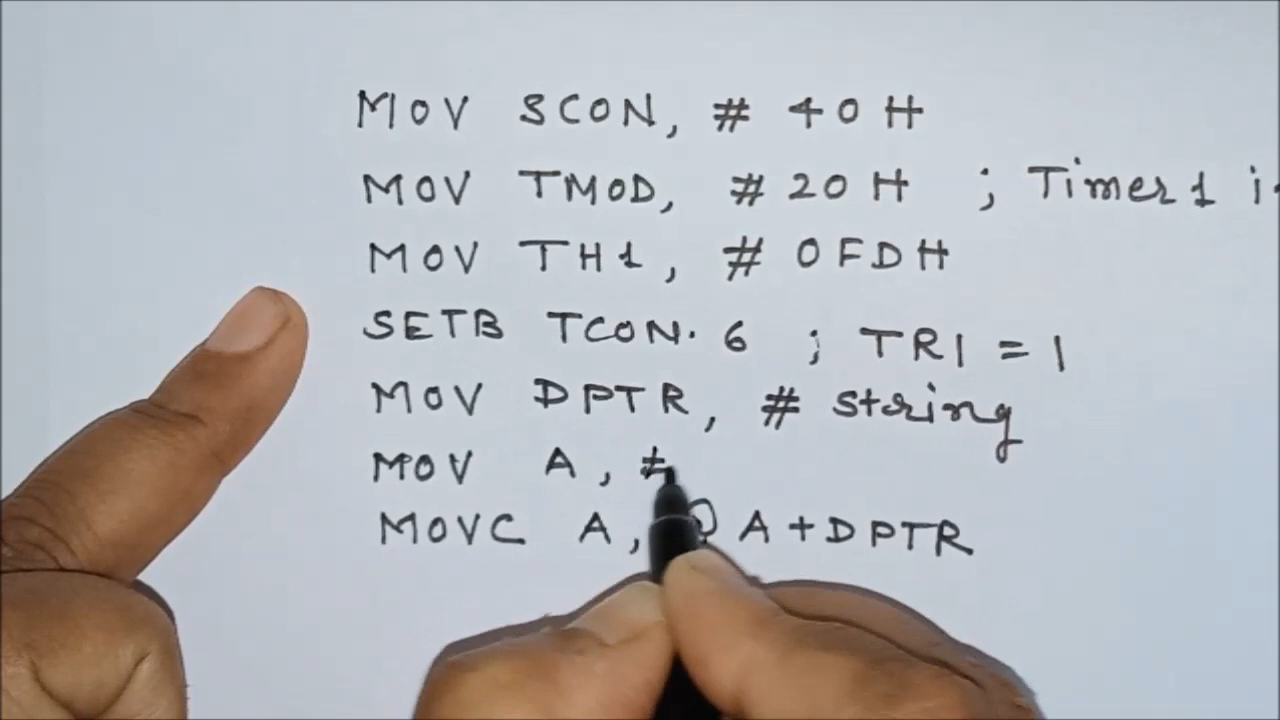 MOV SCON, # 40H
MOV TMOD, # 20H ; Timer1
MOV TH1, # 0FDH
SETB TCON.6 ; TR1 = 1
MOV DPTR, # string
MOV A, #
MOVC A, @ A+DPTR